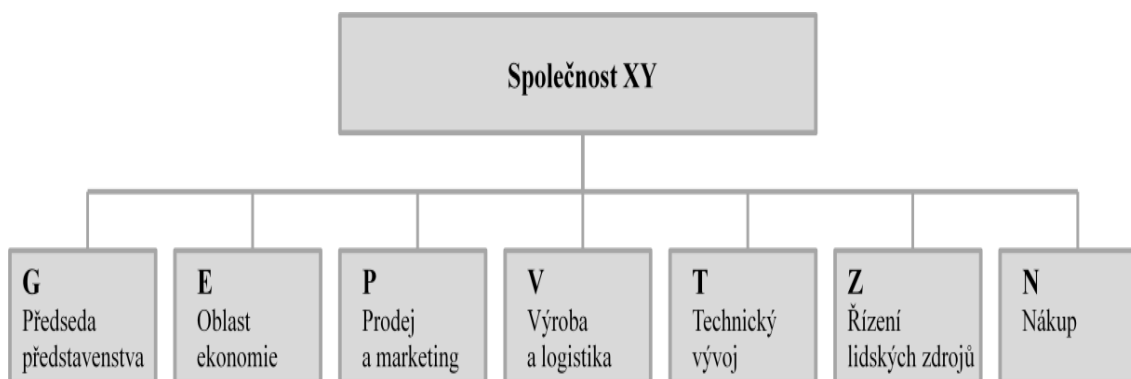 Společnost XY
G
Předseda
představenstva
E
Oblast
ekonomie
P
Prodej
a marketing
V
Výroba
a logistika
T
Technický
vývoj
Z
Řízení
lidských zdrojů
N
Nákup